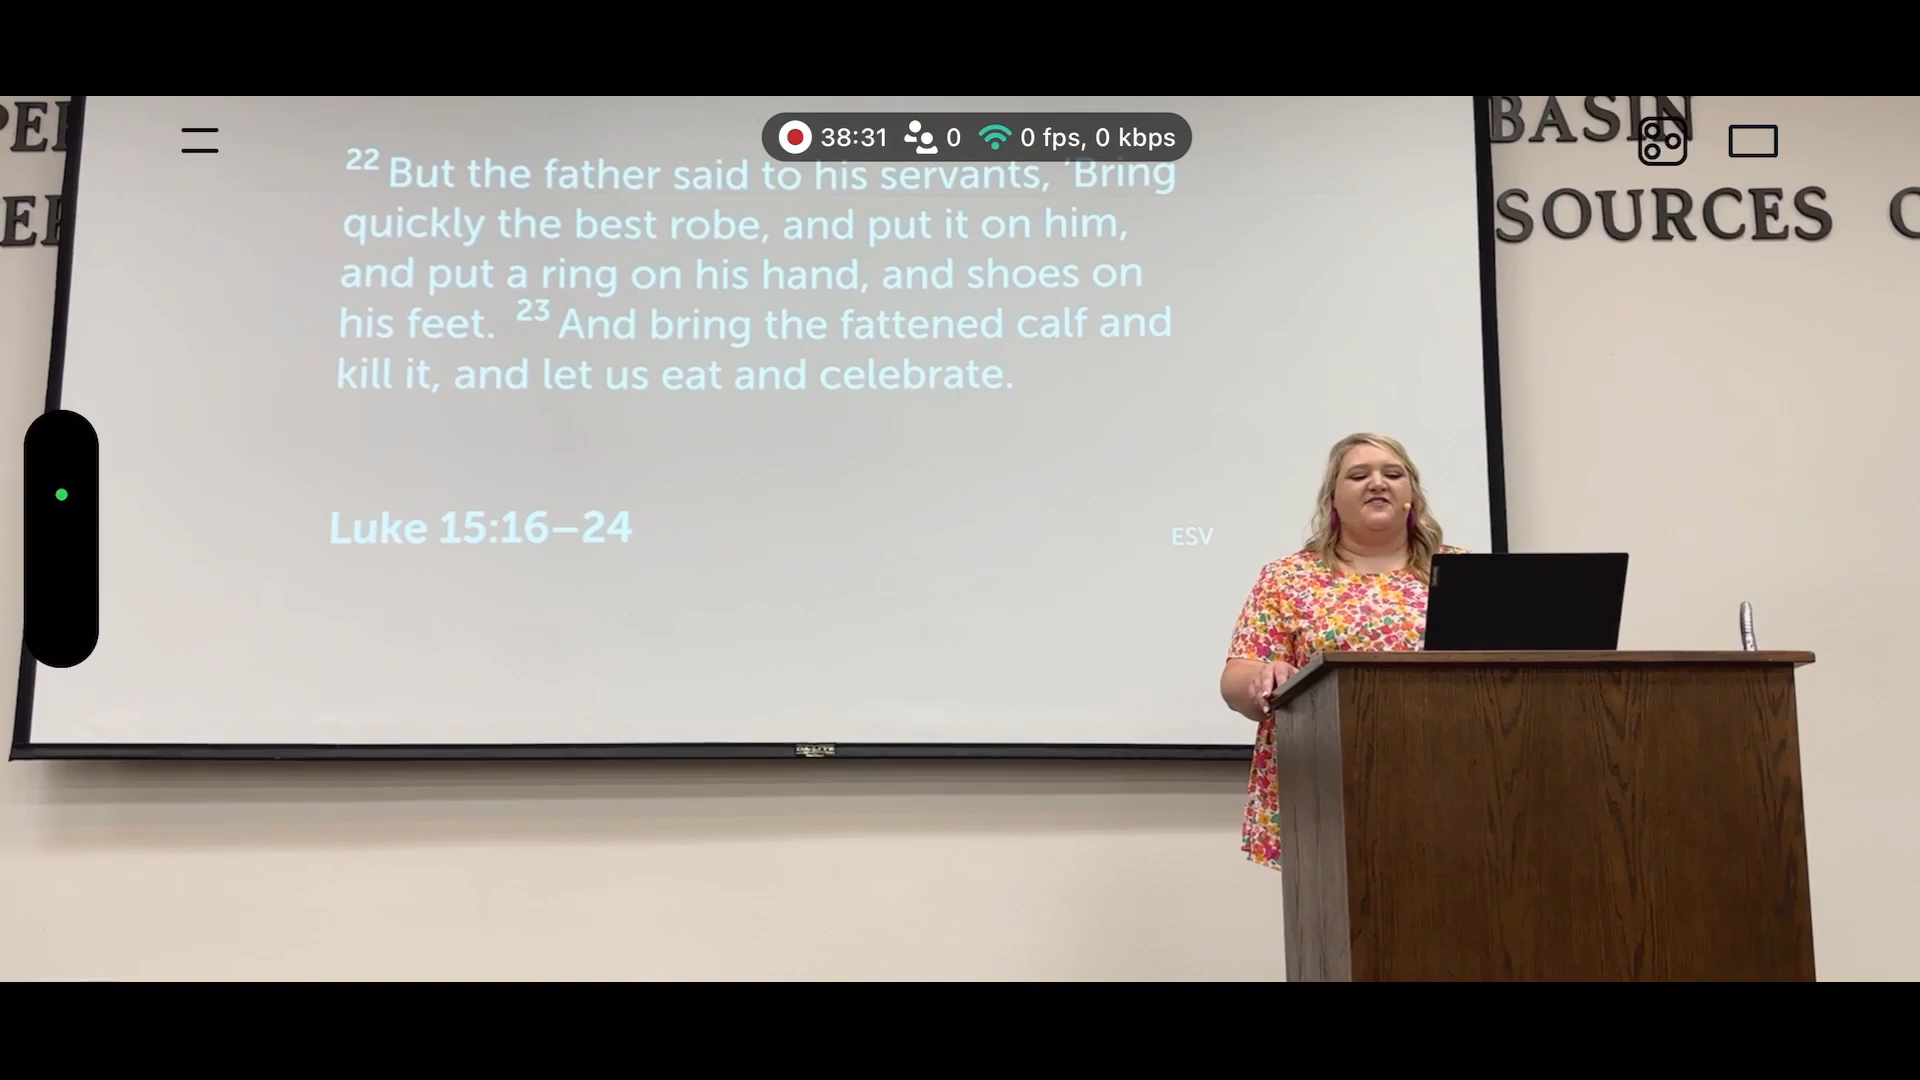 38:31 0 0 fps, 0 kbps
BASIN
SOURCES
22 But the father said to his servants, ‘Bring
quickly the best robe, and put it on him,
and put a ring on his hand, and shoes on
his feet. 23 And bring the fattened calf and
kill it, and let us eat and celebrate.
Luke 15:16–24
ESV